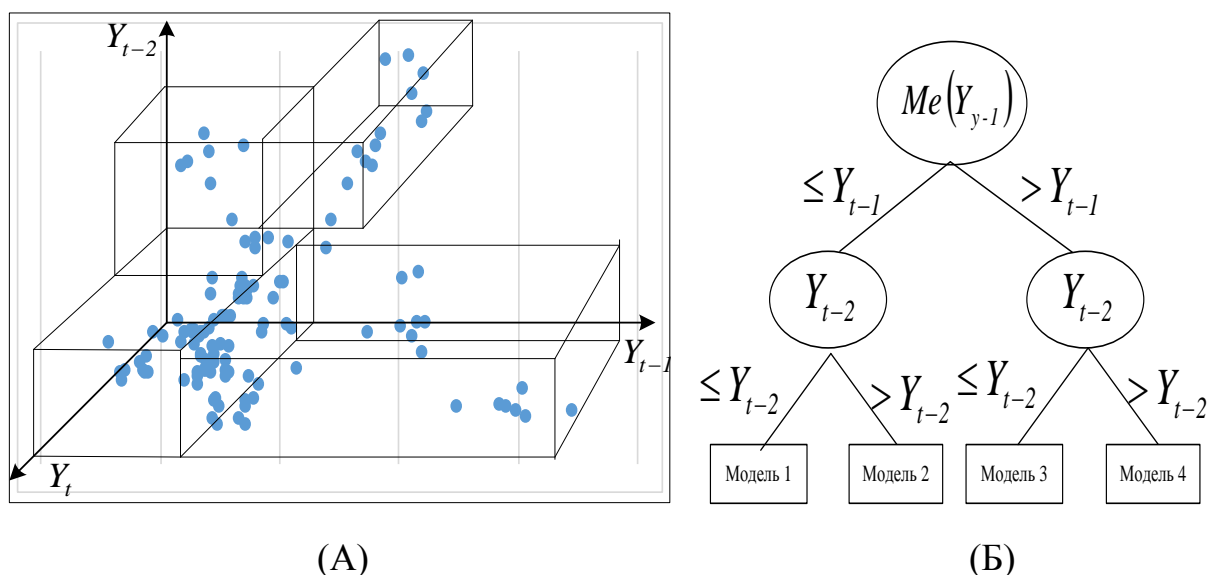 Y_{t-2}
Y_{t-1}
Y_t
(А)
Me(Y_{y-1})
≤Y_{t-1}
>Y_{t-1}
Y_{t-2}
Y_{t-2}
≤Y_{t-2}
>Y_{t-2}
≤Y_{t-2}
>Y_{t-2}
Модель 1
Модель 2
Модель 3
Модель 4
(Б)